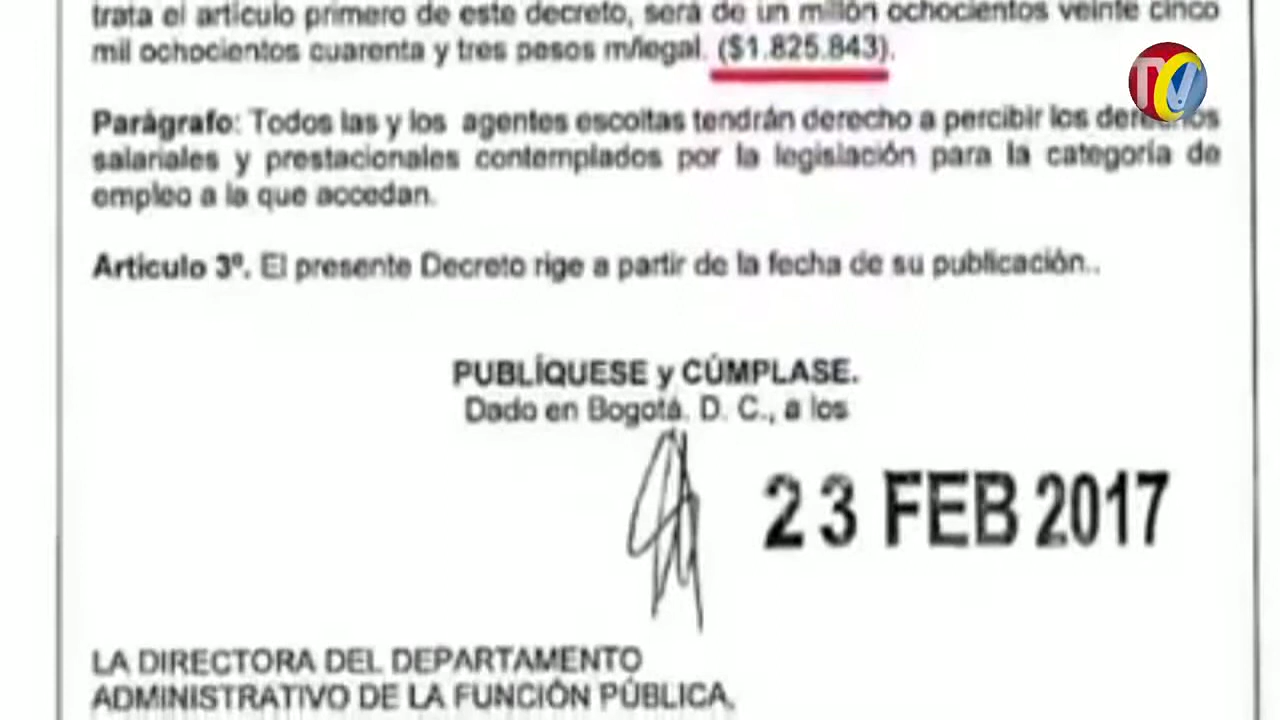 trata el artículo primero de este decreto, será de un millón ochocientos veinte cinco
mil ochocientos cuarenta y tres pesos m/legal. ($1.825.843).
Parágrafo: Todos las y los agentes escoltas tendrán derecho a percibir los derechos
salariales y prestacionales contemplados por la legislación para la categoría de
empleo a la que accedan.
Artículo 3º. El presente Decreto rige a partir de la fecha de su publicación..
PUBLÍQUESE y CÚMPLASE.
Dado en Bogotá. D. C., a los
23 FEB 2017
LA DIRECTORA DEL DEPARTAMENTO
ADMINISTRATIVO DE LA FUNCIÓN PÚBLICA,